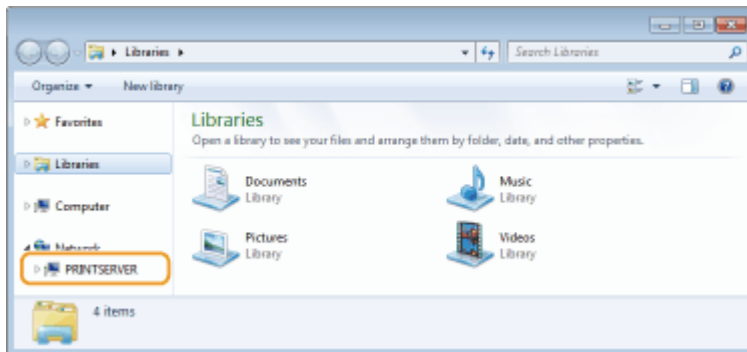 Libraries
Search Libraries
Organize
New library
Favorites
Libraries
Computer
Network
PRINTSERVER
Libraries
Open a library to see your files and arrange them by folder, date, and other properties.
Documents
Library
Music
Library
Pictures
Library
Videos
Library
4 items